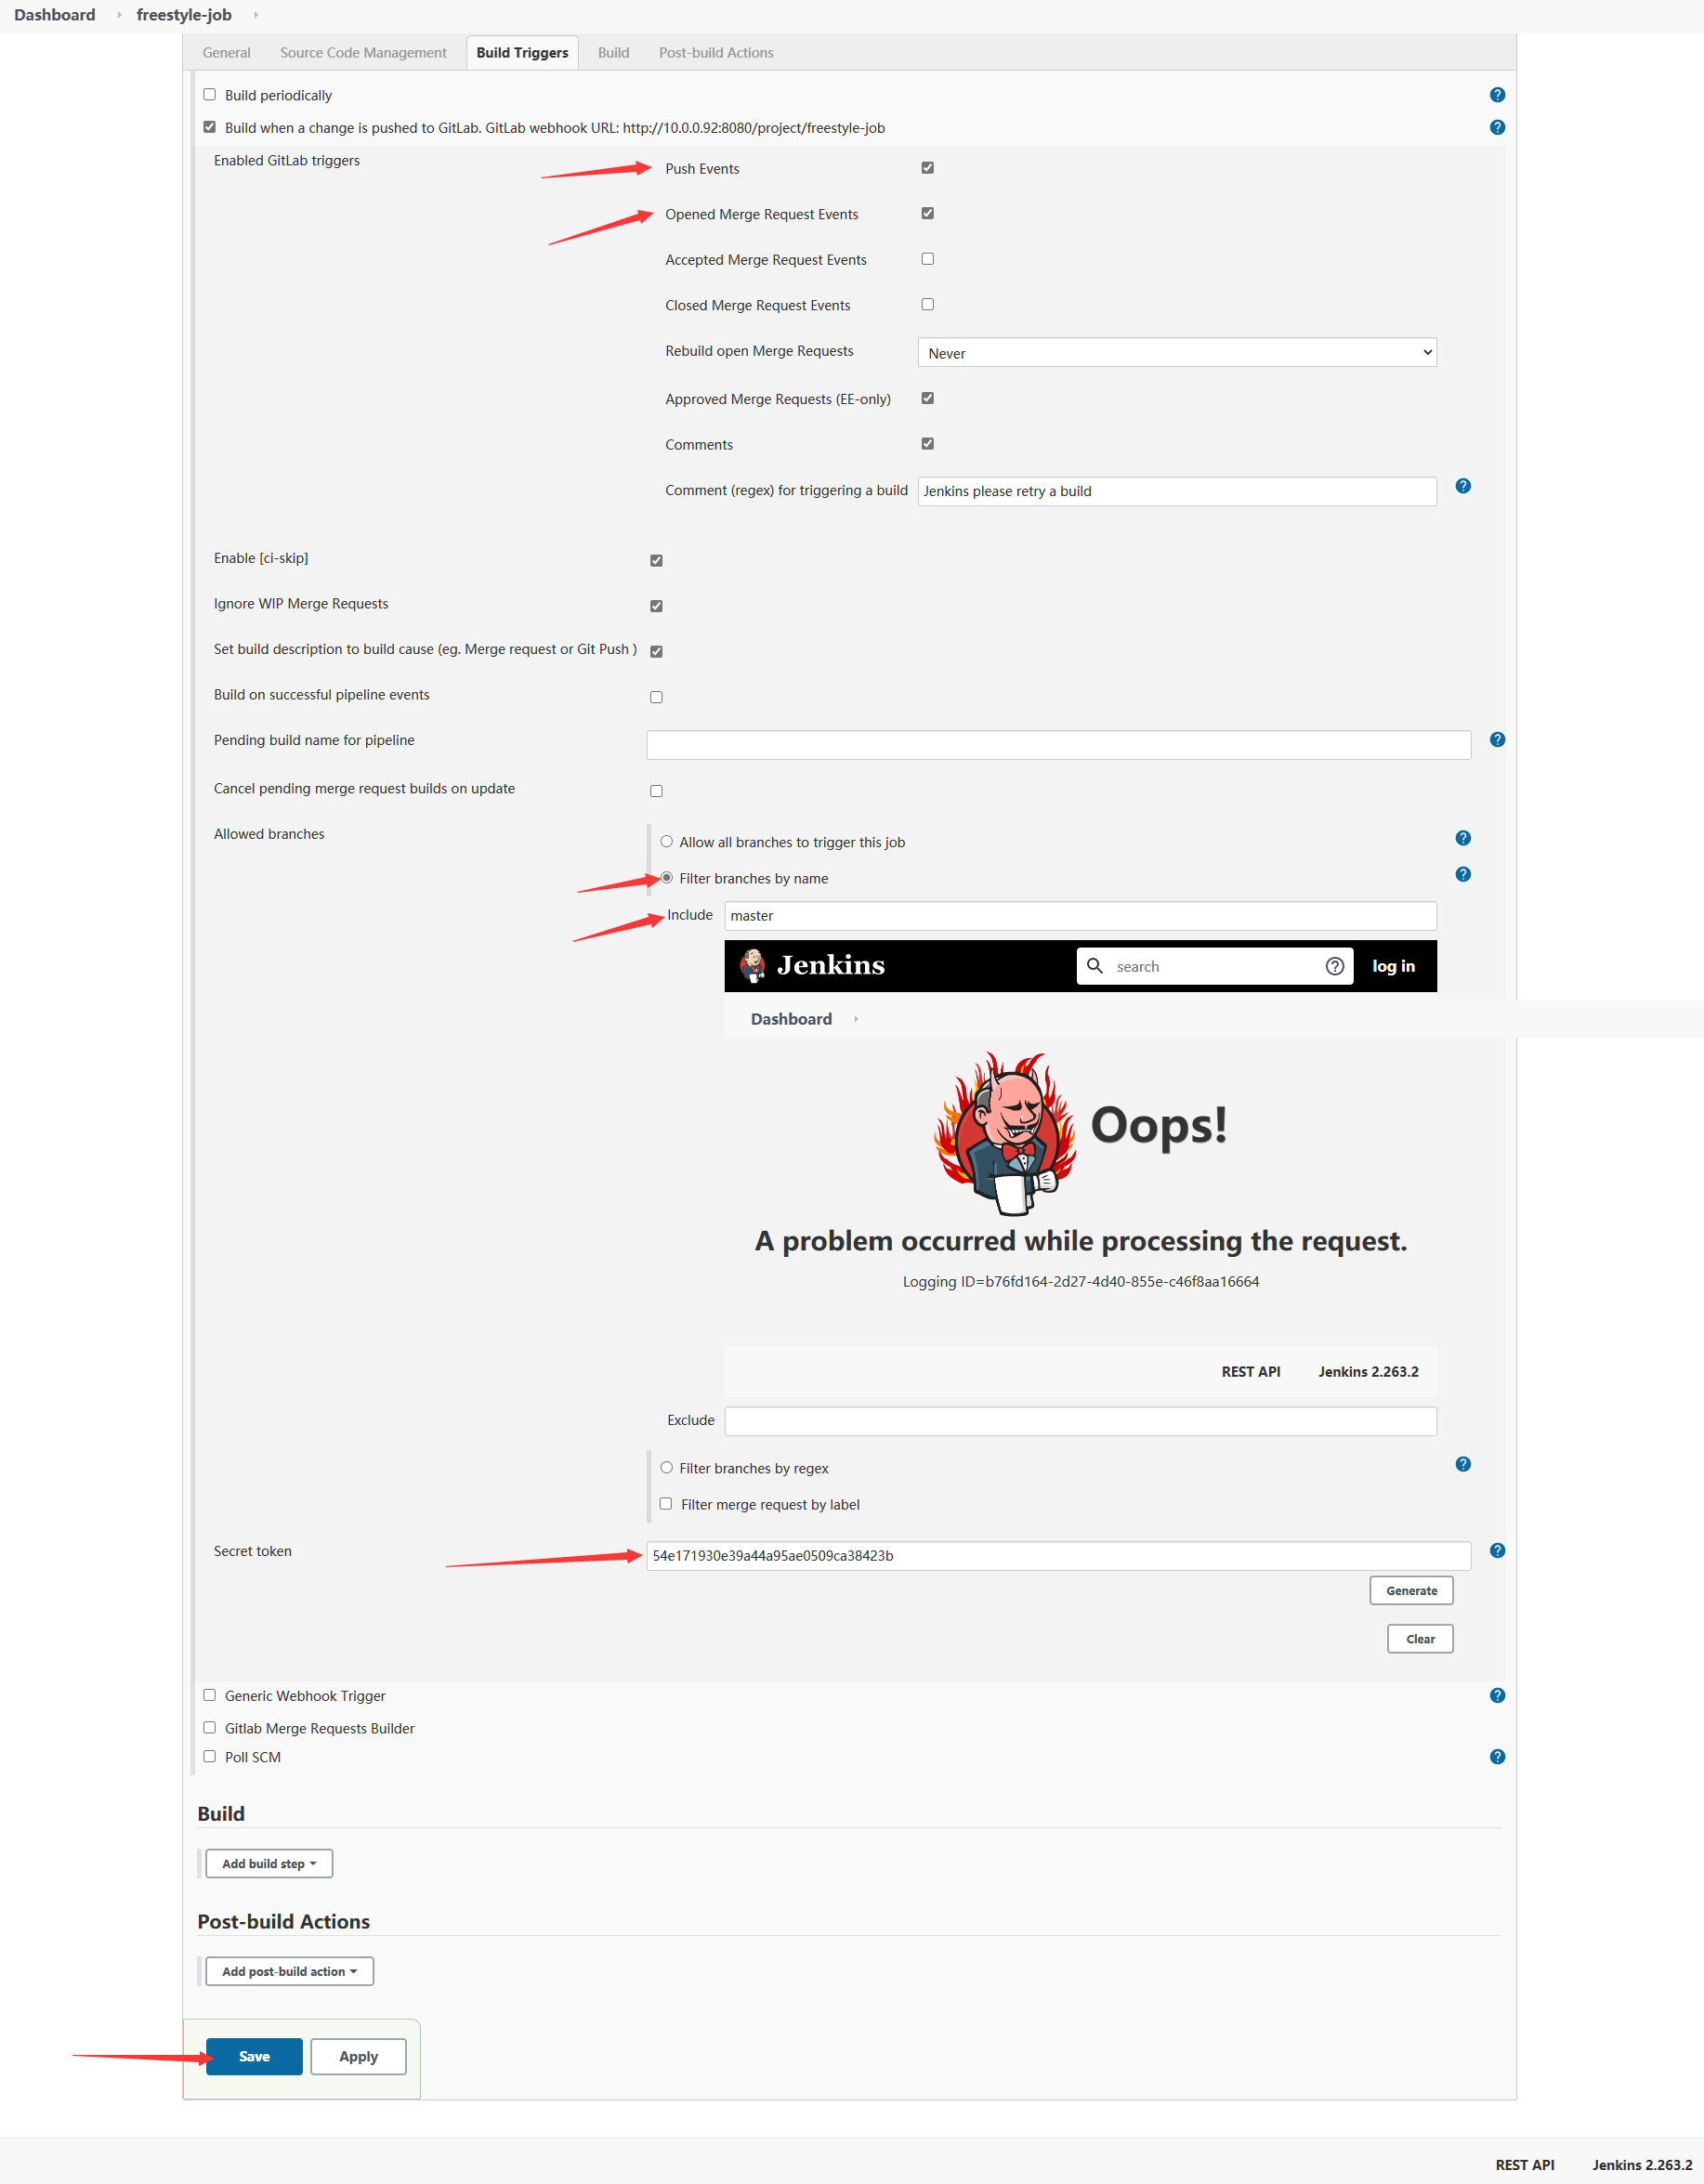 Dashboard freestyle-job
General Source Code Management Build Triggers Build Post-build Actions
Build periodically
Build when a change is pushed to GitLab. GitLab webhook URL: http://10.0.0.92:8080/project/freestyle-job
Enabled GitLab triggers
Push Events
Opened Merge Request Events
Accepted Merge Request Events
Closed Merge Request Events
Rebuild open Merge Requests Never
Approved Merge Requests (EE-only)
Comments
Comment (regex) for triggering a build Jenkins please retry a build
Enable [ci-skip]
Ignore WIP Merge Requests
Set build description to build cause (eg. Merge request or Git Push )
Build on successful pipeline events
Pending build name for pipeline
Cancel pending merge request builds on update
Allowed branches
Allow all branches to trigger this job
Filter branches by name
Include master
Jenkins search log in
Dashboard
Oops!
A problem occurred while processing the request.
Logging ID=b76fd164-2d27-4d40-855e-c46f8aa16664
REST API Jenkins 2.263.2
Exclude
Filter branches by regex
Filter merge request by label
Secret token 54e171930e39a44a95ae0509ca38423b
Generate
Clear
Generic Webhook Trigger
Gitlab Merge Requests Builder
Poll SCM
Build
Add build step
Post-build Actions
Add post-build action
Save Apply
REST API Jenkins 2.263.2